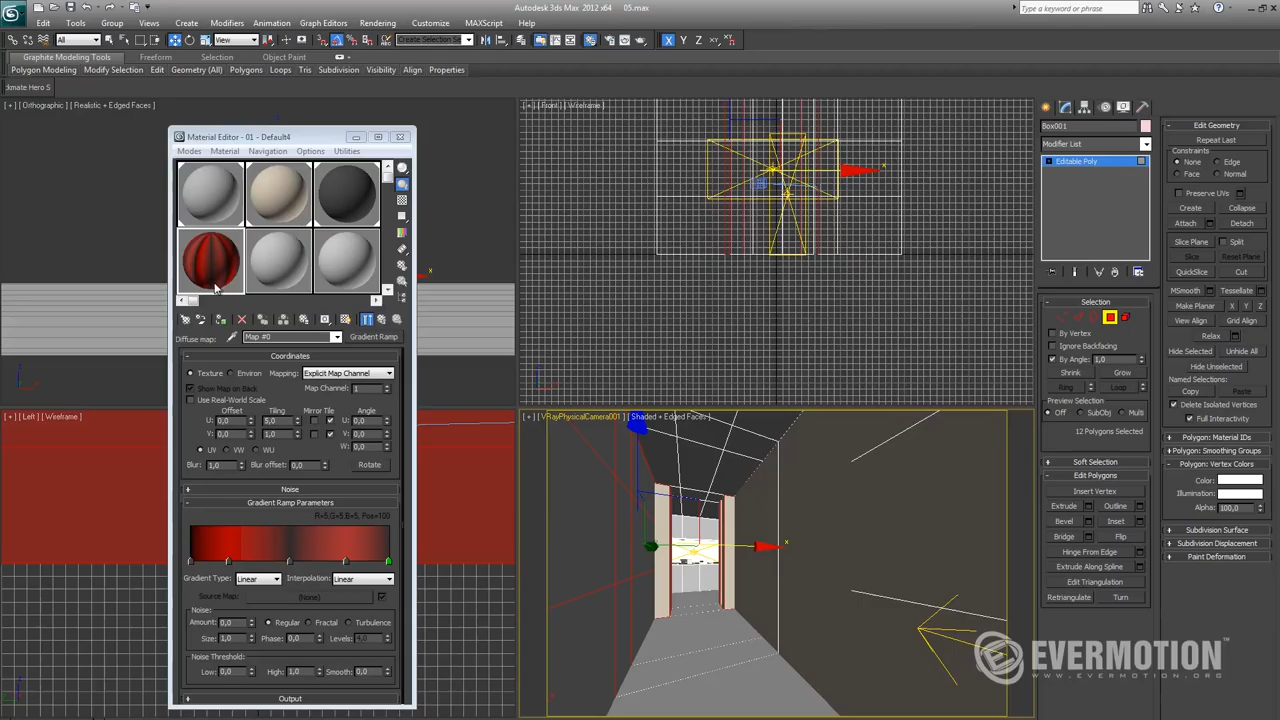 Autodesk 3ds Max 2012 x64 05.max
Type a keyword or phrase
Edit Tools Group Views Create Modifiers Animation Graph Editors Rendering Customize MAXScript Help
All View Create Selection Se X Y Z XY
Graphite Modeling Tools Freeform Selection Object Paint
Polygon Modeling Modify Selection Edit Geometry (All) Polygons Loops Tris Subdivision Visibility Align Properties
[ + ] [ Orthographic ] [ Realistic + Edged Faces ]
[ + ] [ Front ] [ Wireframe ]
Material Editor - 01 - Default4
Modes Material Navigation Options Utilities
Diffuse map: Map #0 Gradient Ramp
Coordinates
Texture Environ Mapping: Explicit Map Channel
Show Map on Back Map Channel: 1
Use Real-World Scale
Offset Tiling Mirror Tile Angle
U: 0,0 5,0 U: 0,0
V: 0,0 1,0 V: 0,0
UV VW WU W: 0,0
Blur: 1,0 Blur offset: 0,0 Rotate
Noise
Gradient Ramp Parameters
R=5,G=5,B=5, Pos=100
Gradient Type: Linear Interpolation: Linear
Source Map: (None)
Noise:
Amount: 0,0 Regular Fractal Turbulence
Size: 1,0 Phase: 0,0 Levels: 4,0
Noise Threshold:
Low: 0,0 High: 1,0 Smooth: 0,0
Output
[ + ] [ Left ] [ Wireframe ]
[ + ] [ VRayPhysicalCamera001 ] [ Shaded + Edged Faces ]
x
x
x
Box001
Modifier List
Editable Poly
Selection
By Vertex
Ignore Backfacing
By Angle: 1,0
Shrink Grow
Ring Loop
Preview Selection
Off SubObj Multi
12 Polygons Selected
Soft Selection
Edit Polygons
Insert Vertex
Extrude Outline
Bevel Inset
Bridge Flip
Hinge From Edge
Extrude Along Spline
Edit Triangulation
Retriangulate Turn
Edit Geometry
Repeat Last
Constraints
None Edge
Face Normal
Preserve UVs
Create Collapse
Attach Detach
Slice Plane Split
Slice Reset Plane
QuickSlice Cut
MSmooth Tessellate
Make Planar X Y Z
View Align Grid Align
Relax
Hide Selected Unhide All
Hide Unselected
Named Selections:
Copy Paste
Delete Isolated Vertices
Full Interactivity
Polygon: Material IDs
Polygon: Smoothing Groups
Polygon: Vertex Colors
Color:
Illumination:
Alpha: 100,0
Subdivision Surface
Subdivision Displacement
Paint Deformation
EVERMOTION
WWW.EVERMOTION.ORG